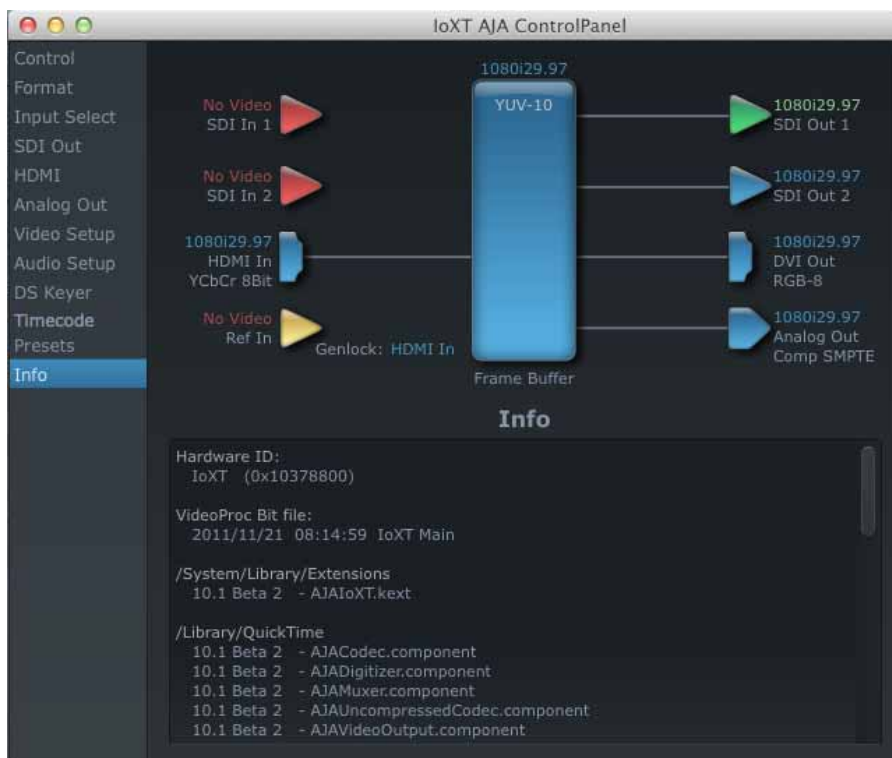 IoXT AJA ControlPanel
Control
Format
Input Select
SDI Out
HDMI
Analog Out
Video Setup
Audio Setup
DS Keyer
Timecode
Presets
Info
1080i29.97
YUV-10
No Video
SDI In 1
No Video
SDI In 2
1080i29.97
HDMI In
YCbCr 8Bit
No Video
Ref In
Genlock: HDMI In
Frame Buffer
1080i29.97
SDI Out 1
1080i29.97
SDI Out 2
1080i29.97
DVI Out
RGB-8
1080i29.97
Analog Out
Comp SMPTE
Info
Hardware ID:
IoXT (0x10378800)
VideoProc Bit file:
2011/11/21 08:14:59 IoXT Main
/System/Library/Extensions
10.1 Beta 2 - AJAIoXT.kext
/Library/QuickTime
10.1 Beta 2 - AJACodec.component
10.1 Beta 2 - AJADigitizer.component
10.1 Beta 2 - AJAMuxer.component
10.1 Beta 2 - AJAUncompressedCodec.component
10.1 Beta 2 - AJAVideoOutput.component